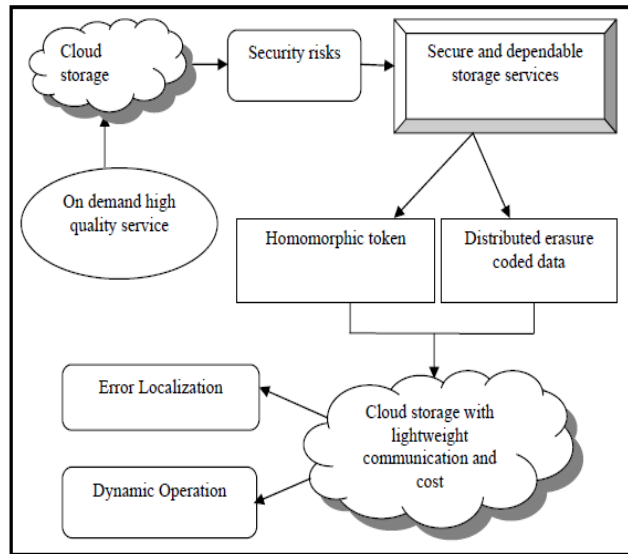 Cloud
storage
Security risks
Secure and dependable
storage services
On demand high
quality service
Homomorphic token
Distributed erasure
coded data
Error Localization
Cloud storage with
lightweight
communication and
cost
Dynamic Operation